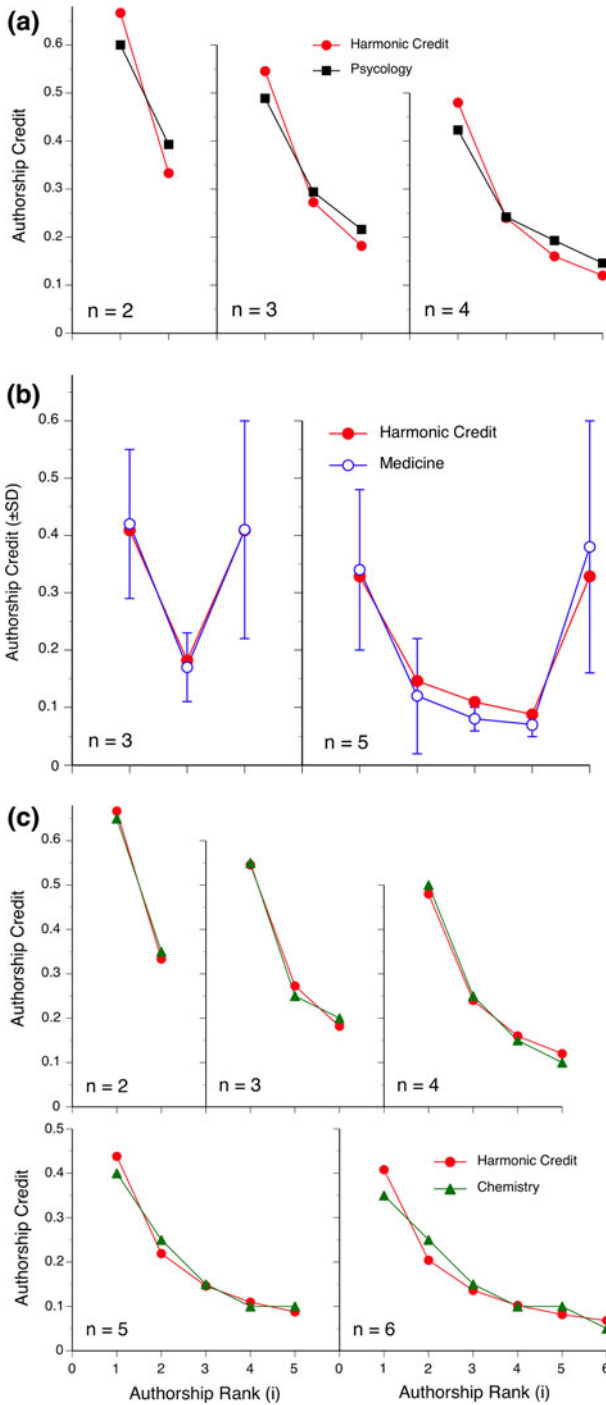 (a)
Harmonic Credit
Psycology
Authorship Credit
0.6
0.5
0.4
0.3
0.2
0.1
0
n = 2
n = 3
n = 4
(b)
Harmonic Credit
Medicine
Authorship Credit (±SD)
0.6
0.5
0.4
0.3
0.2
0.1
0
n = 3
n = 5
(c)
Authorship Credit
0.6
0.5
0.4
0.3
0.2
0.1
0
n = 2
n = 3
n = 4
Harmonic Credit
Chemistry
Authorship Credit
0.5
0.4
0.3
0.2
0.1
0
n = 5
n = 6
0 1 2 3 4 5 0 1 2 3 4 5 6
Authorship Rank (i) Authorship Rank (i)